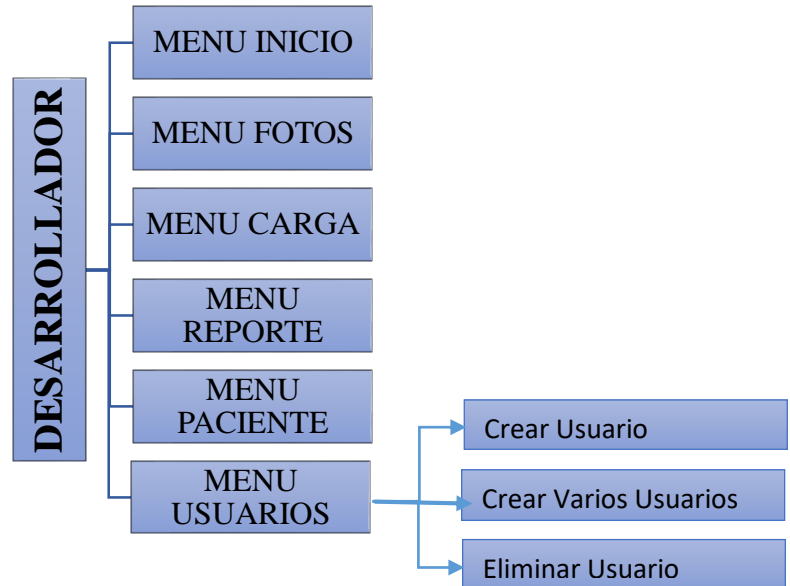 DESARROLLADOR
MENU INICIO
MENU FOTOS
MENU CARGA
MENU
REPORTE
MENU
PACIENTE
MENU
USUARIOS
Crear Usuario
Crear Varios Usuarios
Eliminar Usuario